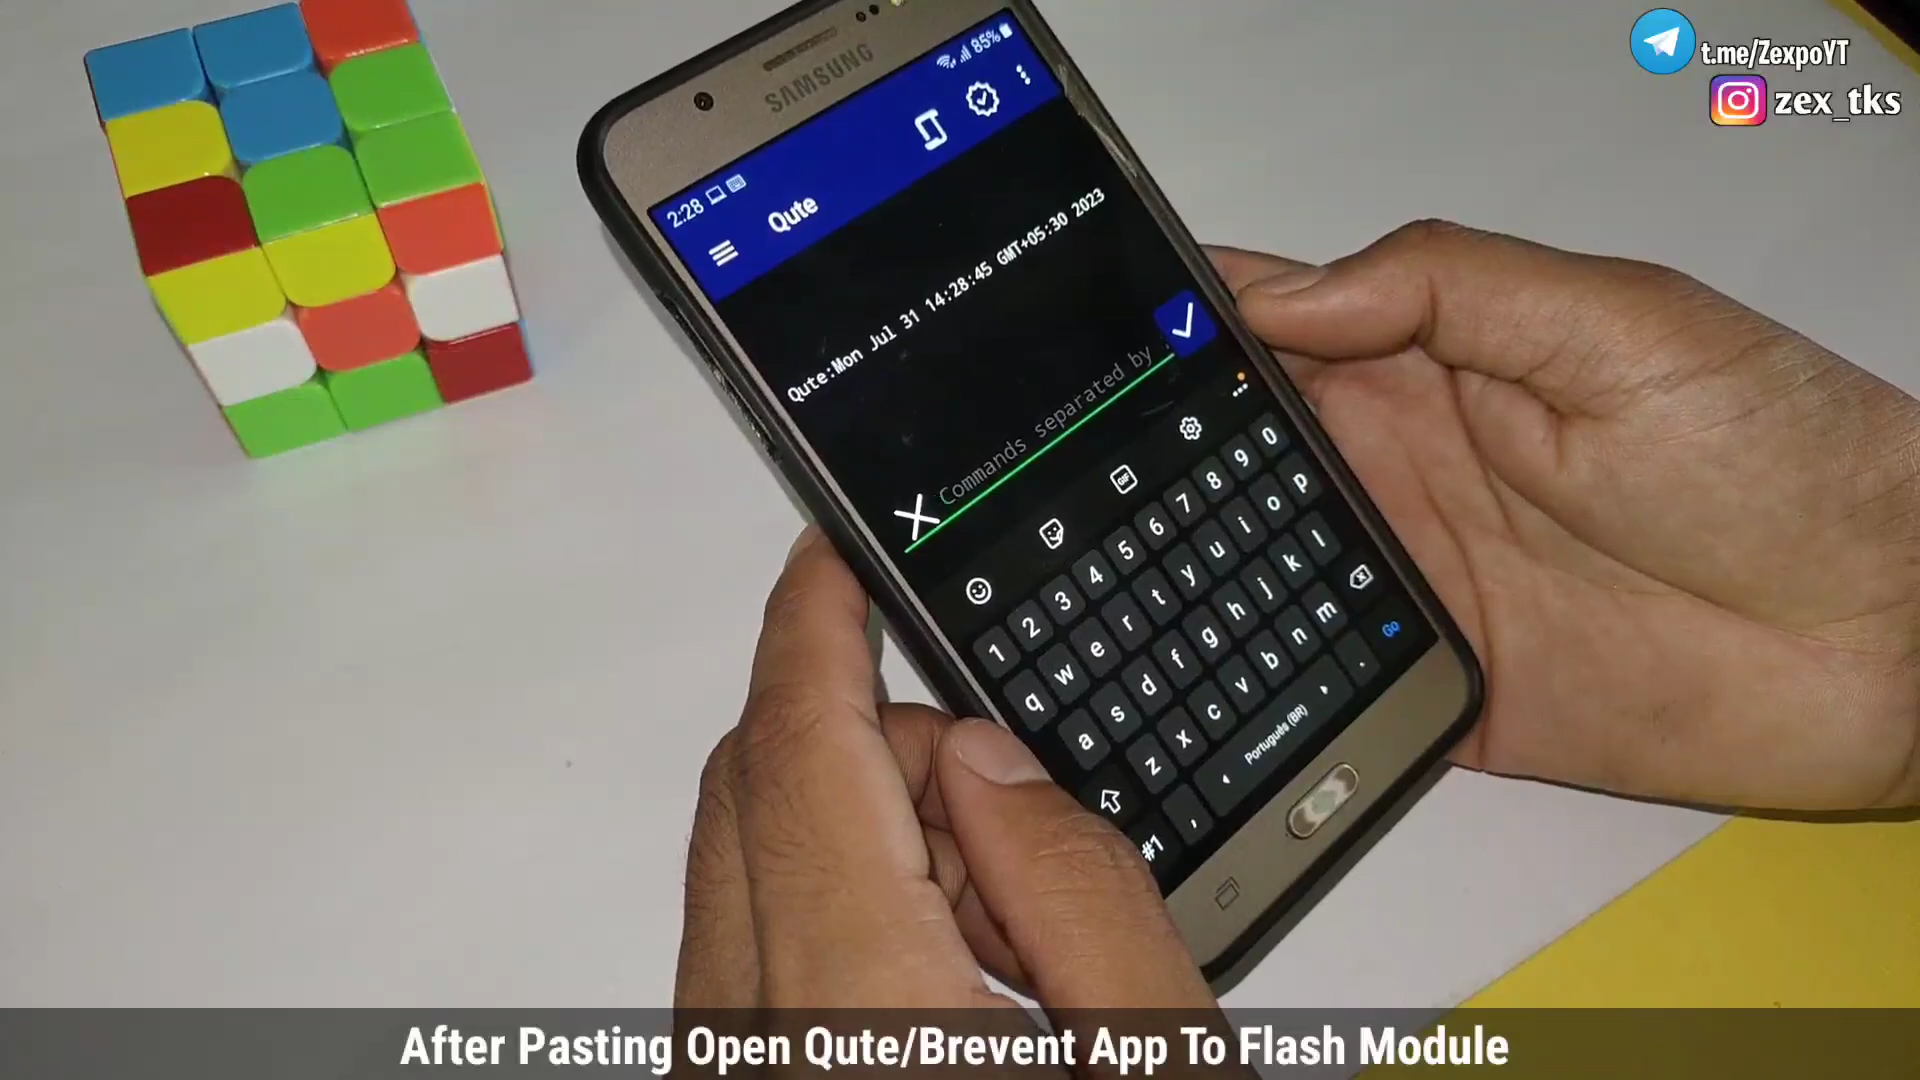 t.me/ZexpoYT
zex_tks
SAMSUNG
2:28
85%
Qute
Qute:Mon Jul 31 14:28:45 GMT+05:30 2023
Commands separated by
GIF
1 2 3 4 5 6 7 8 9 0
q w e r t y u i o p
a s d f g h j k l
z x c v b n m
#1 , Português (BR) . Go
After Pasting Open Qute/Brevent App To Flash Module